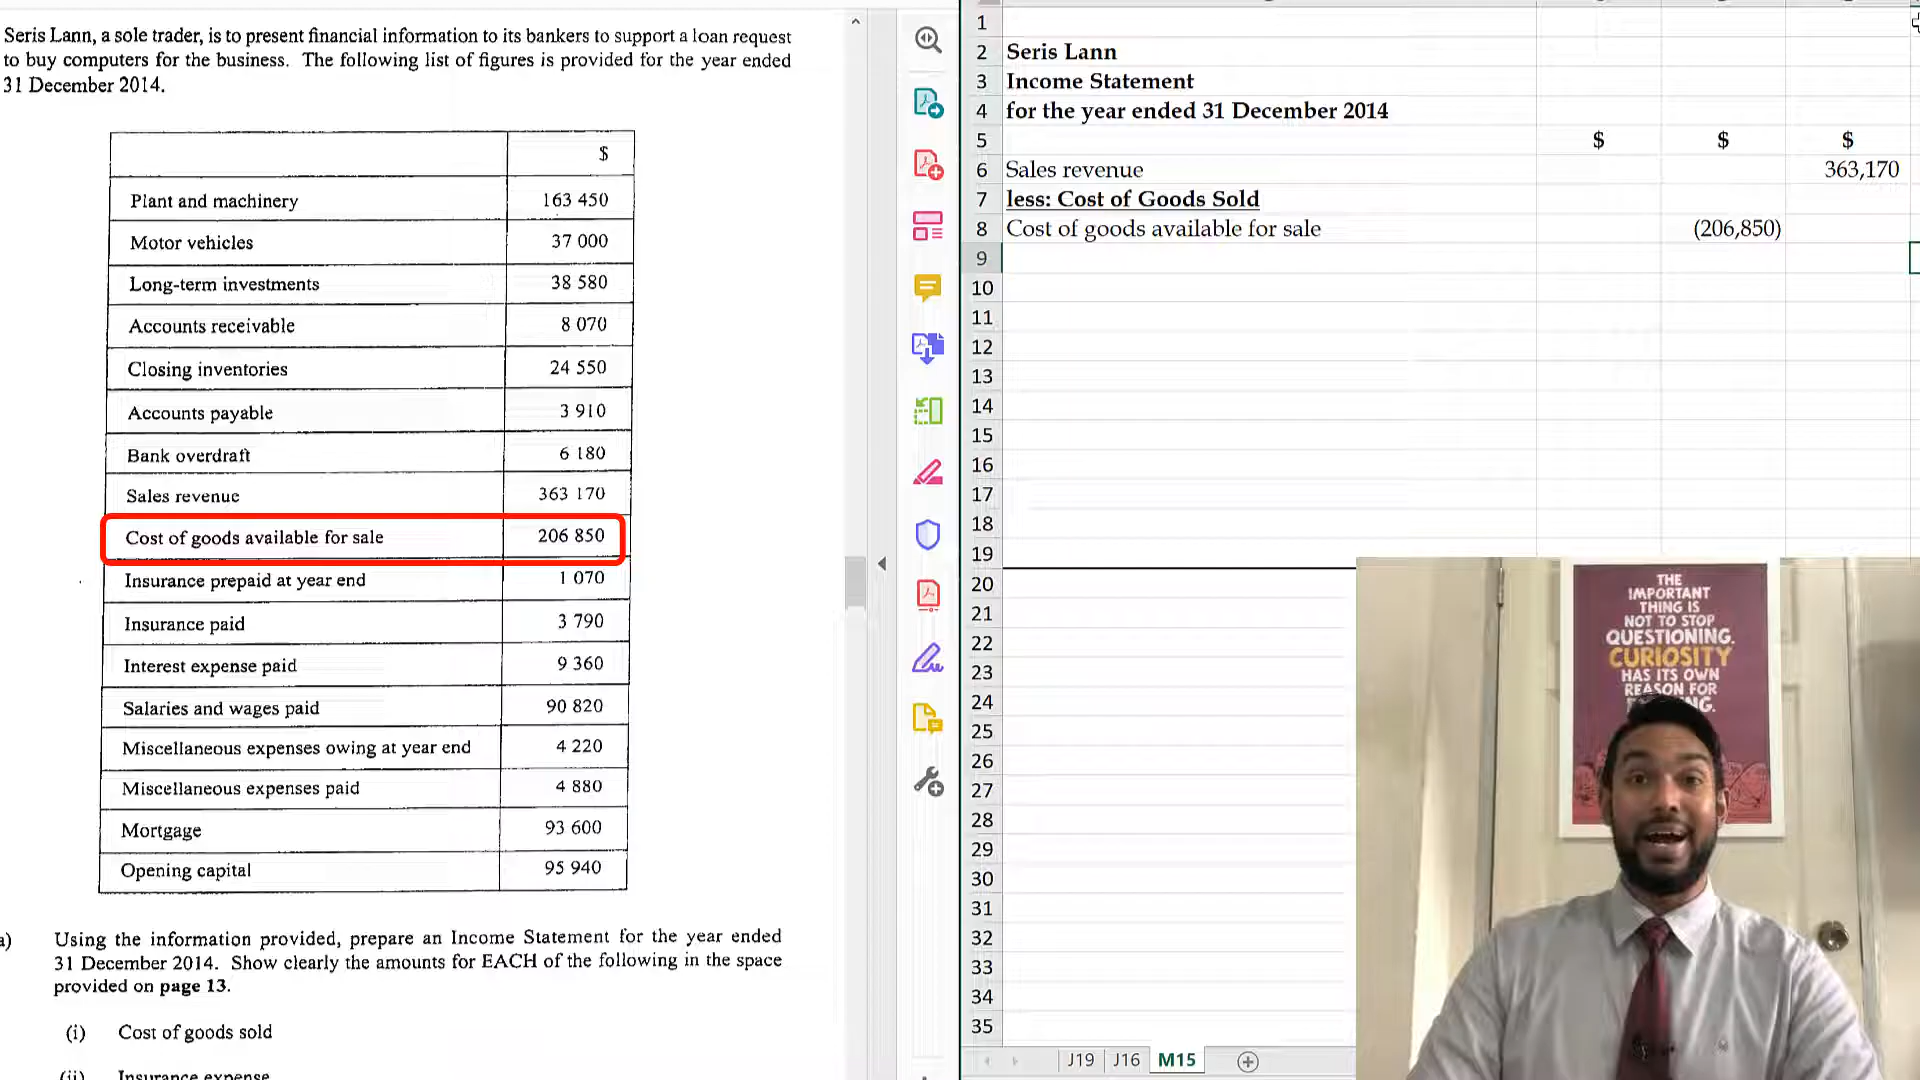 Seris Lann, a sole trader, is to present financial information to its bankers to support a loan request
to buy computers for the business. The following list of figures is provided for the year ended
31 December 2014.
$
Plant and machinery 163 450
Motor vehicles 37 000
Long-term investments 38 580
Accounts receivable 8 070
Closing inventories 24 550
Accounts payable 3 910
Bank overdraft 6 180
Sales revenue 363 170
Cost of goods available for sale 206 850
Insurance prepaid at year end 1 070
Insurance paid 3 790
Interest expense paid 9 360
Salaries and wages paid 90 820
Miscellaneous expenses owing at year end 4 220
Miscellaneous expenses paid 4 880
Mortgage 93 600
Opening capital 95 940
a) Using the information provided, prepare an Income Statement for the year ended
31 December 2014. Show clearly the amounts for EACH of the following in the space
provided on page 13.
(i) Cost of goods sold
(ii) Insurance expense
1
2 Seris Lann
3 Income Statement
4 for the year ended 31 December 2014
5 $ $ $
6 Sales revenue 363,170
7 less: Cost of Goods Sold
8 Cost of goods available for sale (206,850)
9
10
11
12
13
14
15
16
17
18
19
20
21
22
23
24
25
26
27
28
29
30
31
32
33
34
35
J19 J16 M15
THE
IMPORTANT
THING IS
NOT TO STOP
QUESTIONING.
CURIOSITY
HAS ITS OWN
REASON FOR